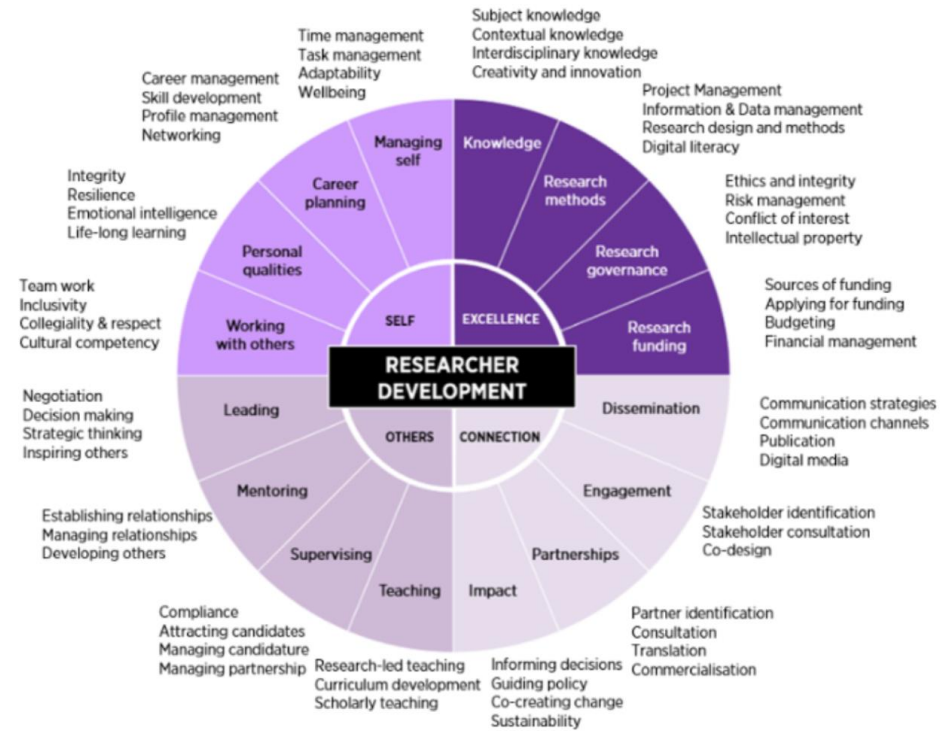 Time management
Task management
Adaptability
Wellbeing
Subject knowledge
Contextual knowledge
Interdisciplinary knowledge
Creativity and innovation
Career management
Skill development
Profile management
Networking
Project Management
Information & Data management
Research design and methods
Digital literacy
Integrity
Resilience
Emotional intelligence
Life-long learning
Ethics and integrity
Risk management
Conflict of interest
Intellectual property
Team work
Inclusivity
Collegiality & respect
Cultural competency
Sources of funding
Applying for funding
Budgeting
Financial management
Managing
self
Knowledge
Career
planning
Research
methods
Personal
qualities
Research
governance
Working
with others
Research
funding
SELF
EXCELLENCE
RESEARCHER
DEVELOPMENT
OTHERS
CONNECTION
Leading
Dissemination
Mentoring
Engagement
Supervising
Partnerships
Teaching
Impact
Negotiation
Decision making
Strategic thinking
Inspiring others
Communication strategies
Communication channels
Publication
Digital media
Establishing relationships
Managing relationships
Developing others
Stakeholder identification
Stakeholder consultation
Co-design
Compliance
Attracting candidates
Managing candidature
Managing partnership
Partner identification
Consultation
Translation
Commercialisation
Research-led teaching
Curriculum development
Scholarly teaching
Informing decisions
Guiding policy
Co-creating change
Sustainability